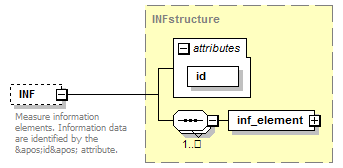 INFstructure
attributes
id
INF
Measure information
elements. Information data
are identified by the
&apos;id&apos; attribute.
inf_element
1..□